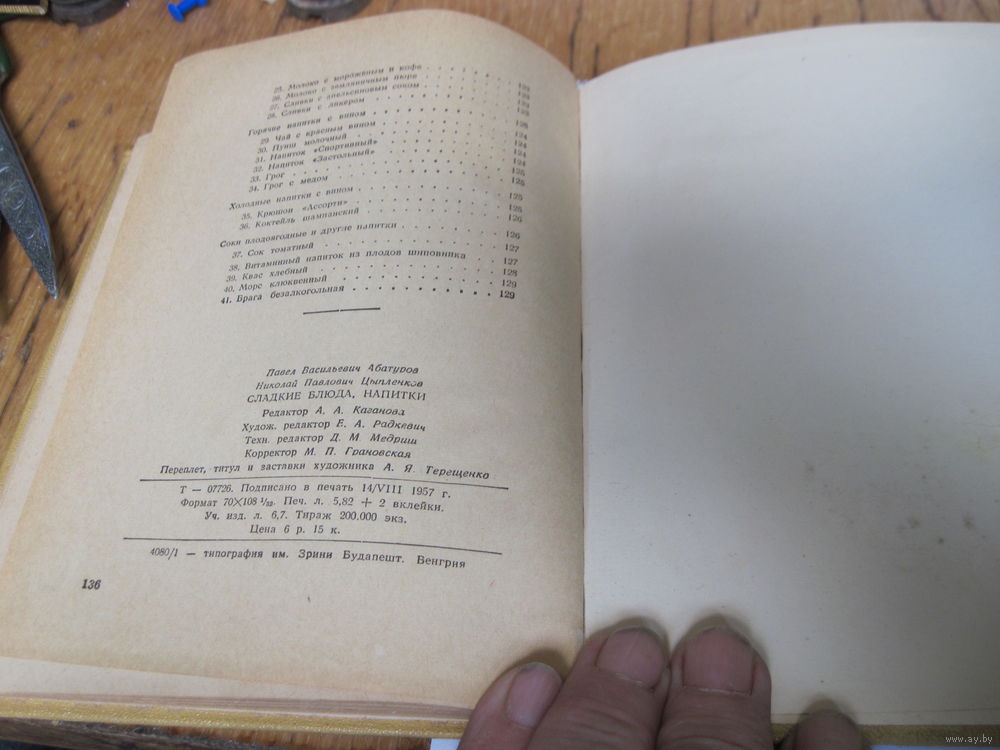 25. Молоко с мороженым и кофе . . . . . . 122
26. Молоко с земляничным пюре . . . . . .
27. Сливки с апельсиновым соком . . . . . . 123
28. Сливки с ликером . . . . . . 123
Горячие напитки с вином . . . . . .
29. Чай с красным вином . . . . . .
30. Пунш молочный . . . . . . 124
31. Напиток «Спортивный» . . . . . . 124
32. Напиток «Застольный» . . . . . . 124
33. Грог . . . . . . 125
34. Грог с медом . . . . . . 125
Холодные напитки с вином . . . . . . 125
35. Крюшон «Ассорти» . . . . . . 125
36. Коктейль шампанский . . . . . . 126
Соки плодоягодные и другие напитки . . . . . . 126
37. Сок томатный . . . . . . 127
38. Витаминный напиток из плодов шиповника . . 127
39. Квас хлебный . . . . . . 128
40. Морс клюквенный . . . . . . 129
41. Брага безалкогольная . . . . . . 129
Павел Васильевич Абатуров
Николай Павлович Цыпленков
СЛАДКИЕ БЛЮДА, НАПИТКИ
Редактор А. А. Каганова
Худож. редактор Е. А. Радкевич
Техн. редактор Д. М. Медриш
Корректор М. П. Грановская
Переплет, титул и заставки художника А. Я. Терещенко
Т — 07726. Подписано в печать 14/VIII 1957 г.
Формат 70×108 1/32. Печ. л. 5,82 + 2 вклейки.
Уч. изд. л. 6,7. Тираж 200.000 экз.
Цена 6 р. 15 к.
4080/1 — типография им. Зрини Будапешт. Венгрия
136
www.ay.by